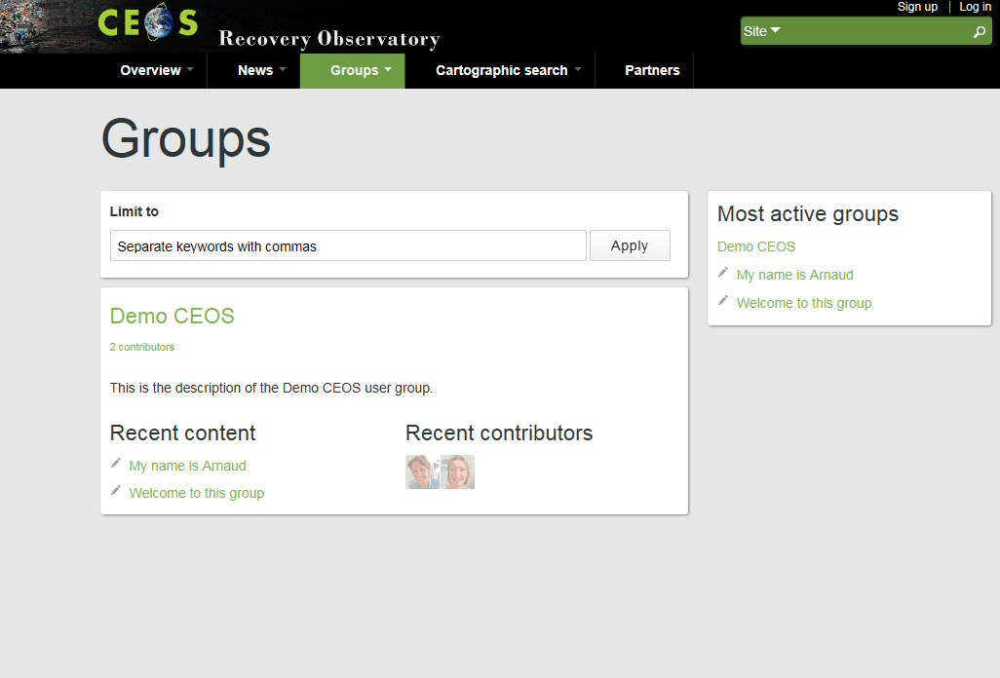 Sign up
Log in
CEOS
Recovery Observatory
Site
Overview
News
Groups
Cartographic search
Partners
Groups
Limit to
Separate keywords with commas
Apply
Demo CEOS
2 contributors
This is the description of the Demo CEOS user group.
Recent content
My name is Arnaud
Welcome to this group
Recent contributors
Most active groups
Demo CEOS
My name is Arnaud
Welcome to this group